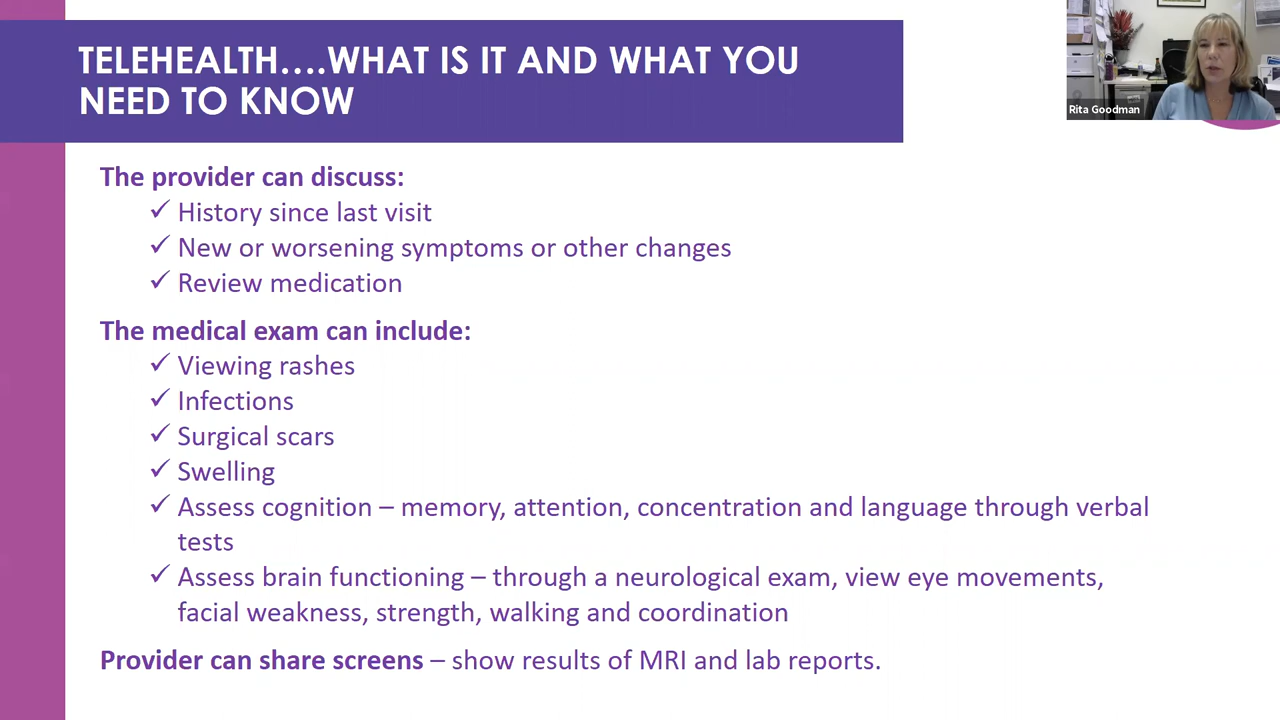 TELEHEALTH....WHAT IS IT AND WHAT YOU
NEED TO KNOW
Rita Goodman
The provider can discuss:
✓ History since last visit
✓ New or worsening symptoms or other changes
✓ Review medication
The medical exam can include:
✓ Viewing rashes
✓ Infections
✓ Surgical scars
✓ Swelling
✓ Assess cognition – memory, attention, concentration and language through verbal
tests
✓ Assess brain functioning – through a neurological exam, view eye movements,
facial weakness, strength, walking and coordination
Provider can share screens – show results of MRI and lab reports.